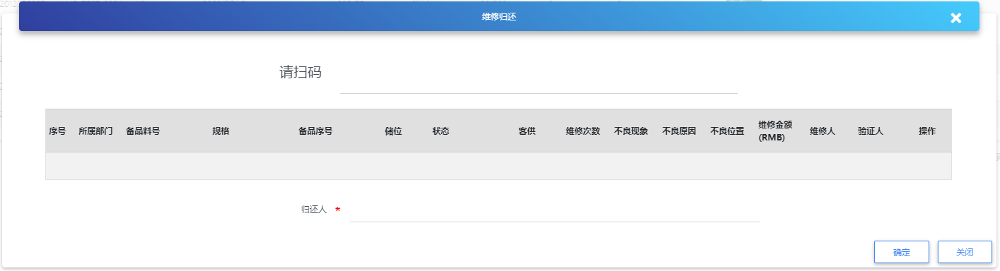 维修归还
请扫码
序号 所属部门 备品料号 规格 备品序号 储位 状态 客供 维修次数 不良现象 不良原因 不良位置 维修金额 维修人 验证人 操作
(RMB)
归还人 *
确定 关闭